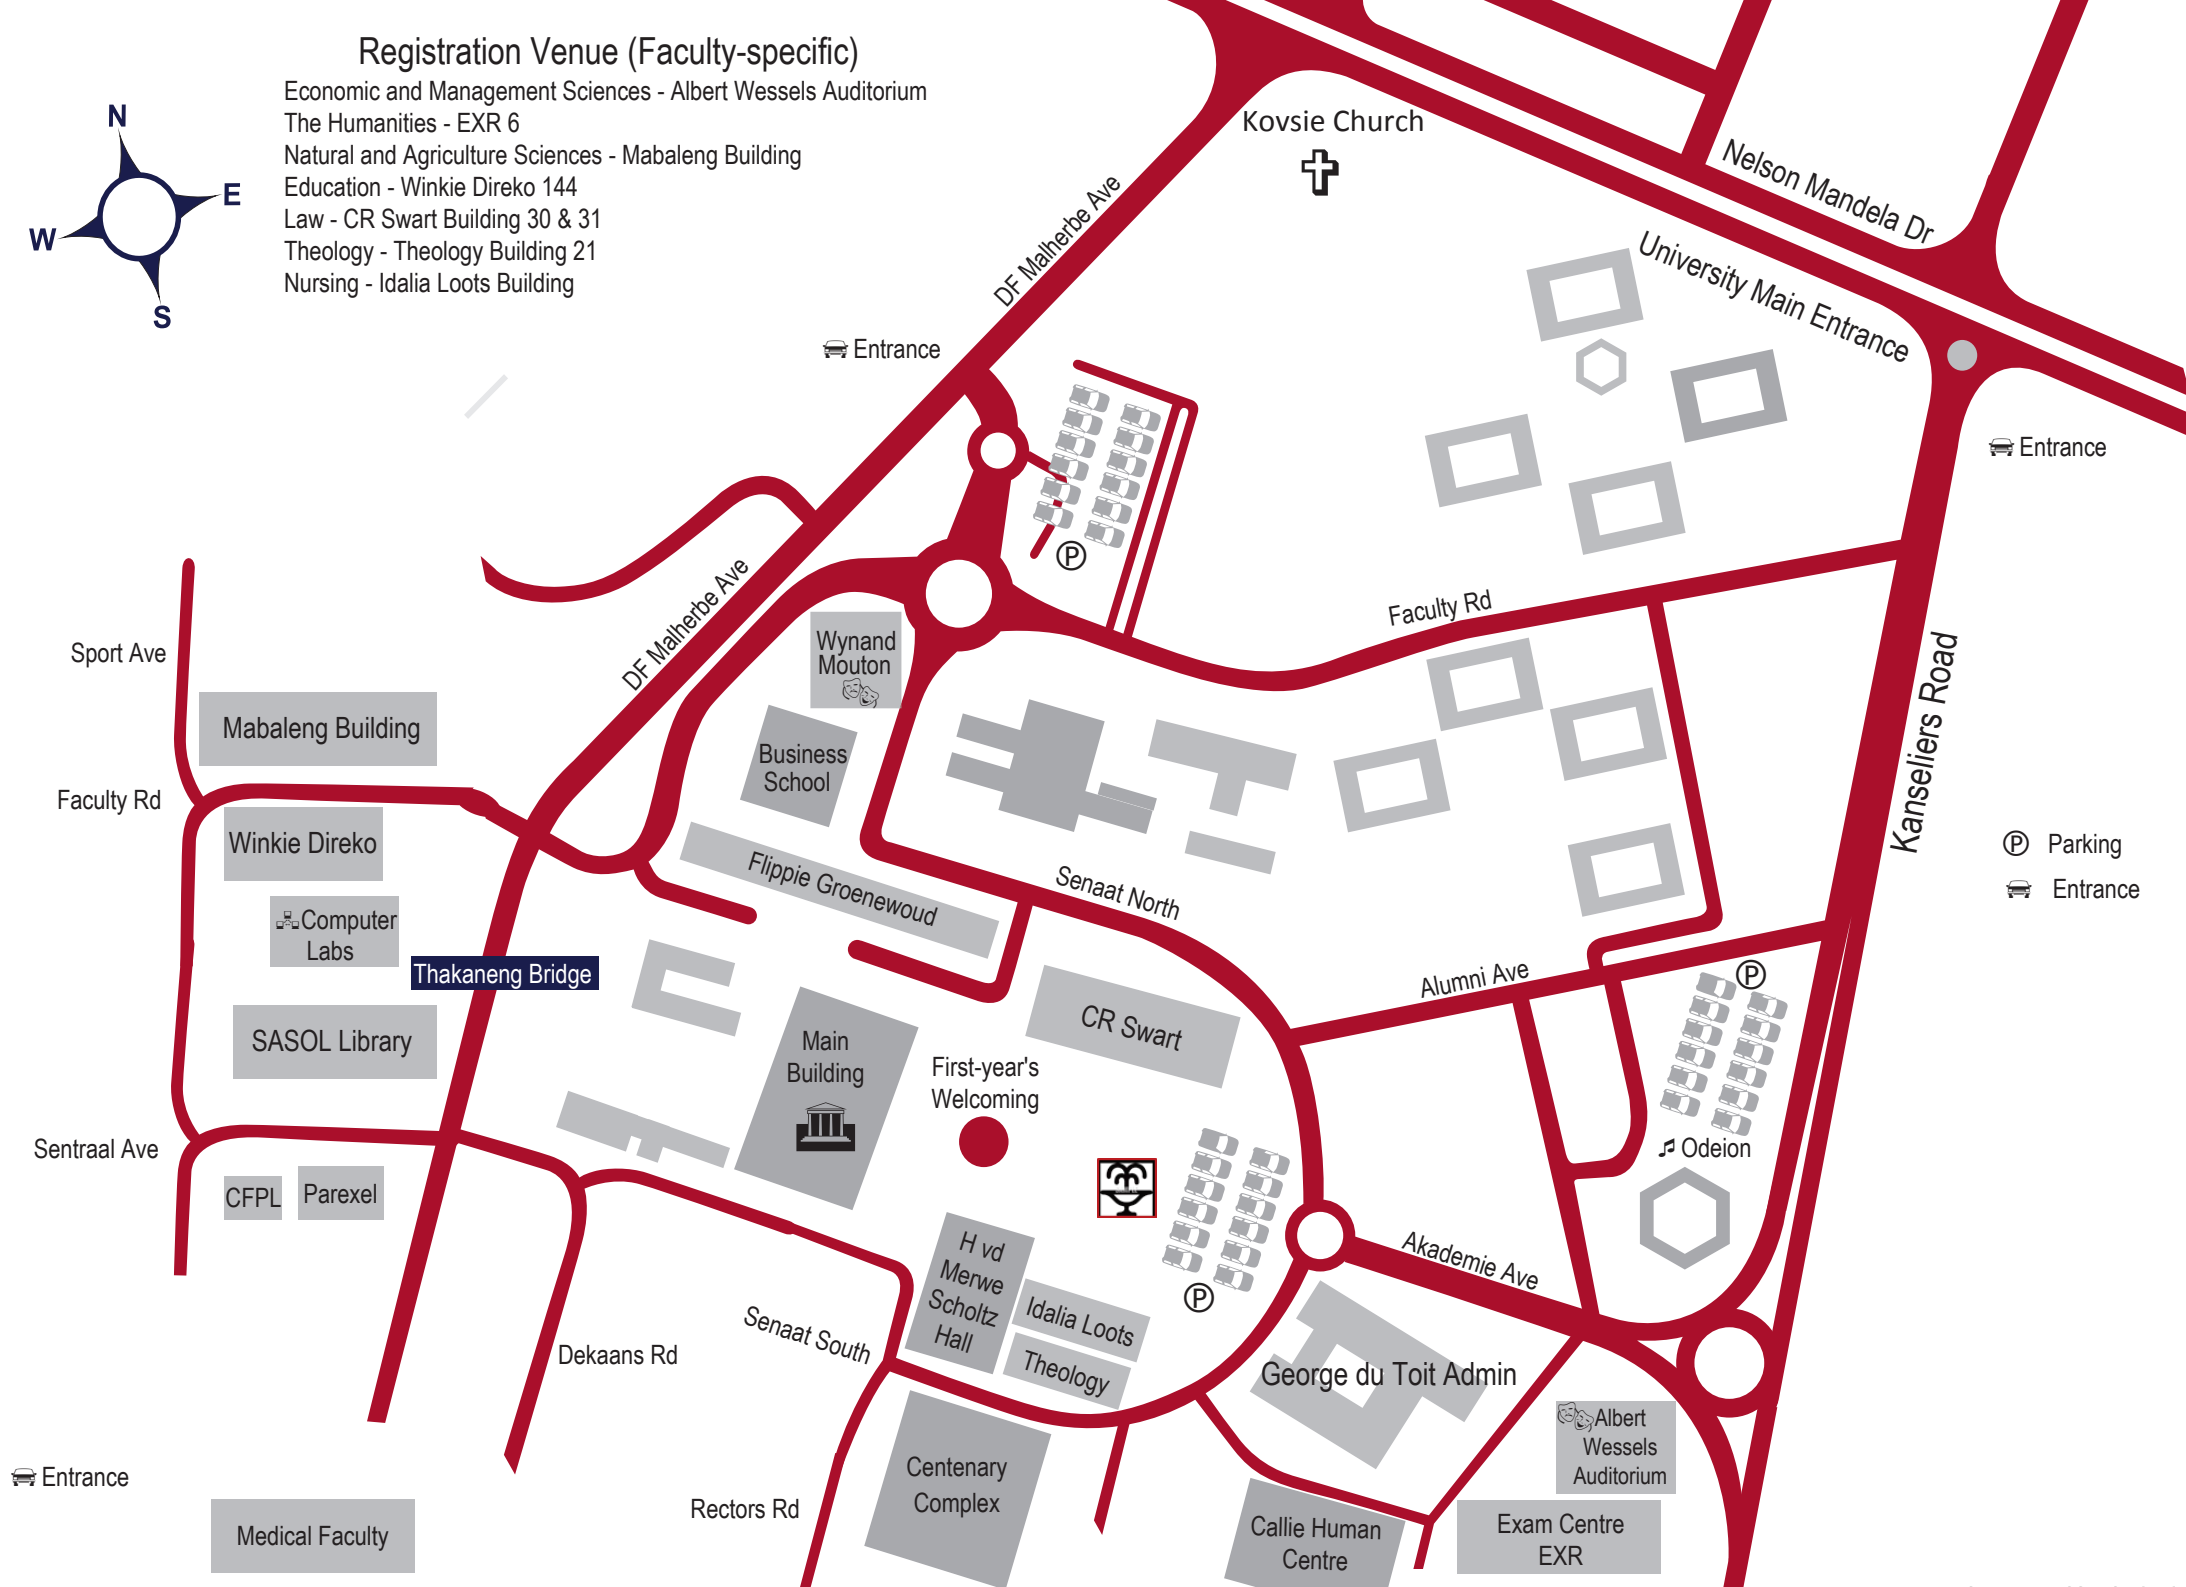 Registration Venue (Faculty-specific)
Economic and Management Sciences - Albert Wessels Auditorium
The Humanities - EXR 6
Natural and Agriculture Sciences - Mabaleng Building
Education - Winkie Direko 144
Law - CR Swart Building 30 & 31
Theology - Theology Building 21
Nursing - Idalia Loots Building
N
E
W
S
Kovsie Church
Nelson Mandela Dr
University Main Entrance
DF Malherbe Ave
Entrance
Entrance
P
DF Malherbe Ave
Faculty Rd
Kanseliers Road
Sport Ave
Wynand
Mouton
Mabaleng Building
Business
School
Faculty Rd
Winkie Direko
Flippie Groenewoud
Senaat North
P Parking
Entrance
Computer
Labs
Thakaneng Bridge
Alumni Ave
P
SASOL Library
Main
Building
CR Swart
First-year's
Welcoming
Sentraal Ave
Odeion
CFPL
Parexel
H vd
Merwe
Scholtz
Hall
Idalia Loots
Theology
P
Akademie Ave
Senaat South
Dekaans Rd
George du Toit Admin
Albert
Wessels
Auditorium
Entrance
Centenary
Complex
Rectors Rd
Medical Faculty
Callie Human
Centre
Exam Centre
EXR